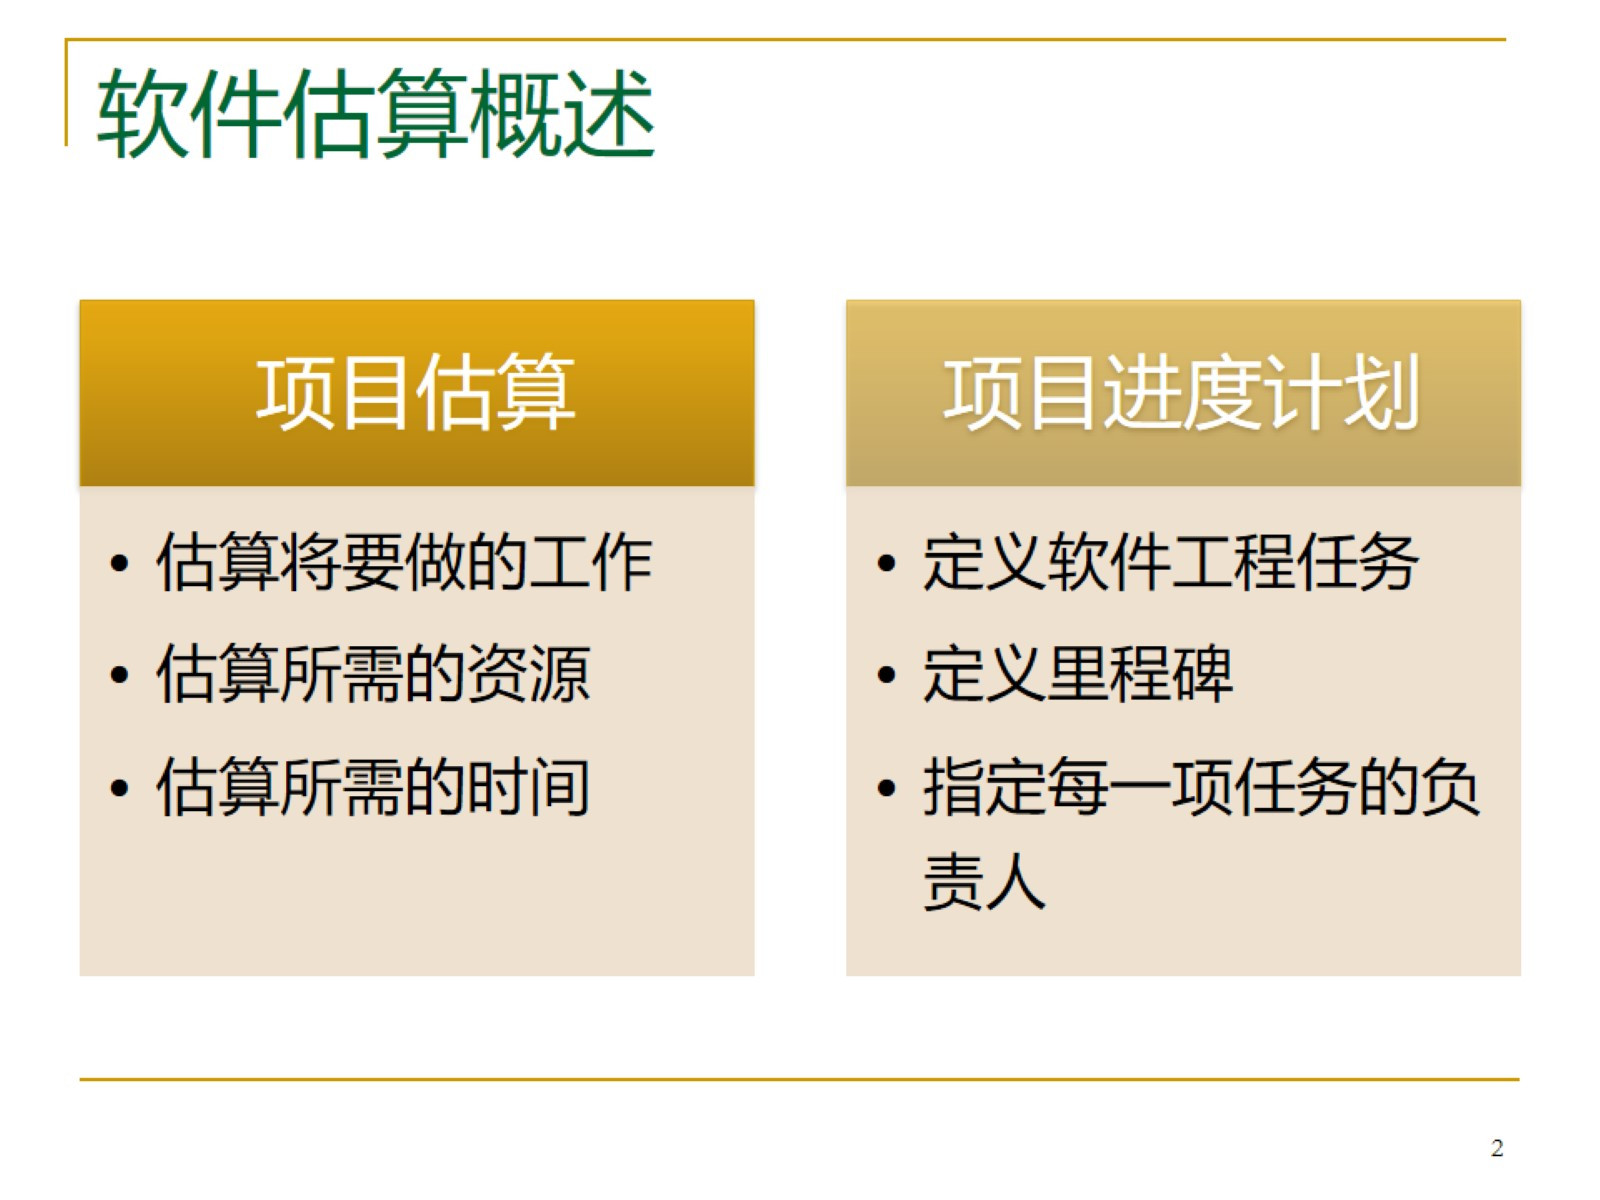 软件估算概述
项目估算
• 估算将要做的工作
• 估算所需的资源
• 估算所需的时间
项目进度计划
• 定义软件工程任务
• 定义里程碑
• 指定每一项任务的负
责人
2